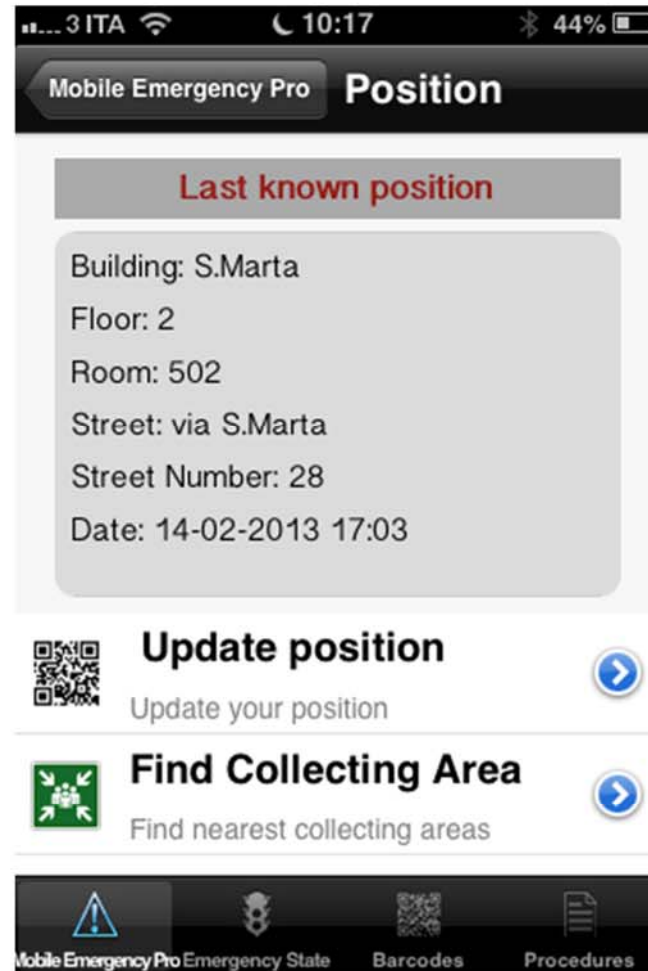 ....3 ITA 10:17 44%
Mobile Emergency Pro Position
Last known position
Building: S.Marta
Floor: 2
Room: 502
Street: via S.Marta
Street Number: 28
Date: 14-02-2013 17:03
Update position
Update your position
Find Collecting Area
Find nearest collecting areas
Mobile Emergency Pro Emergency State Barcodes Procedures